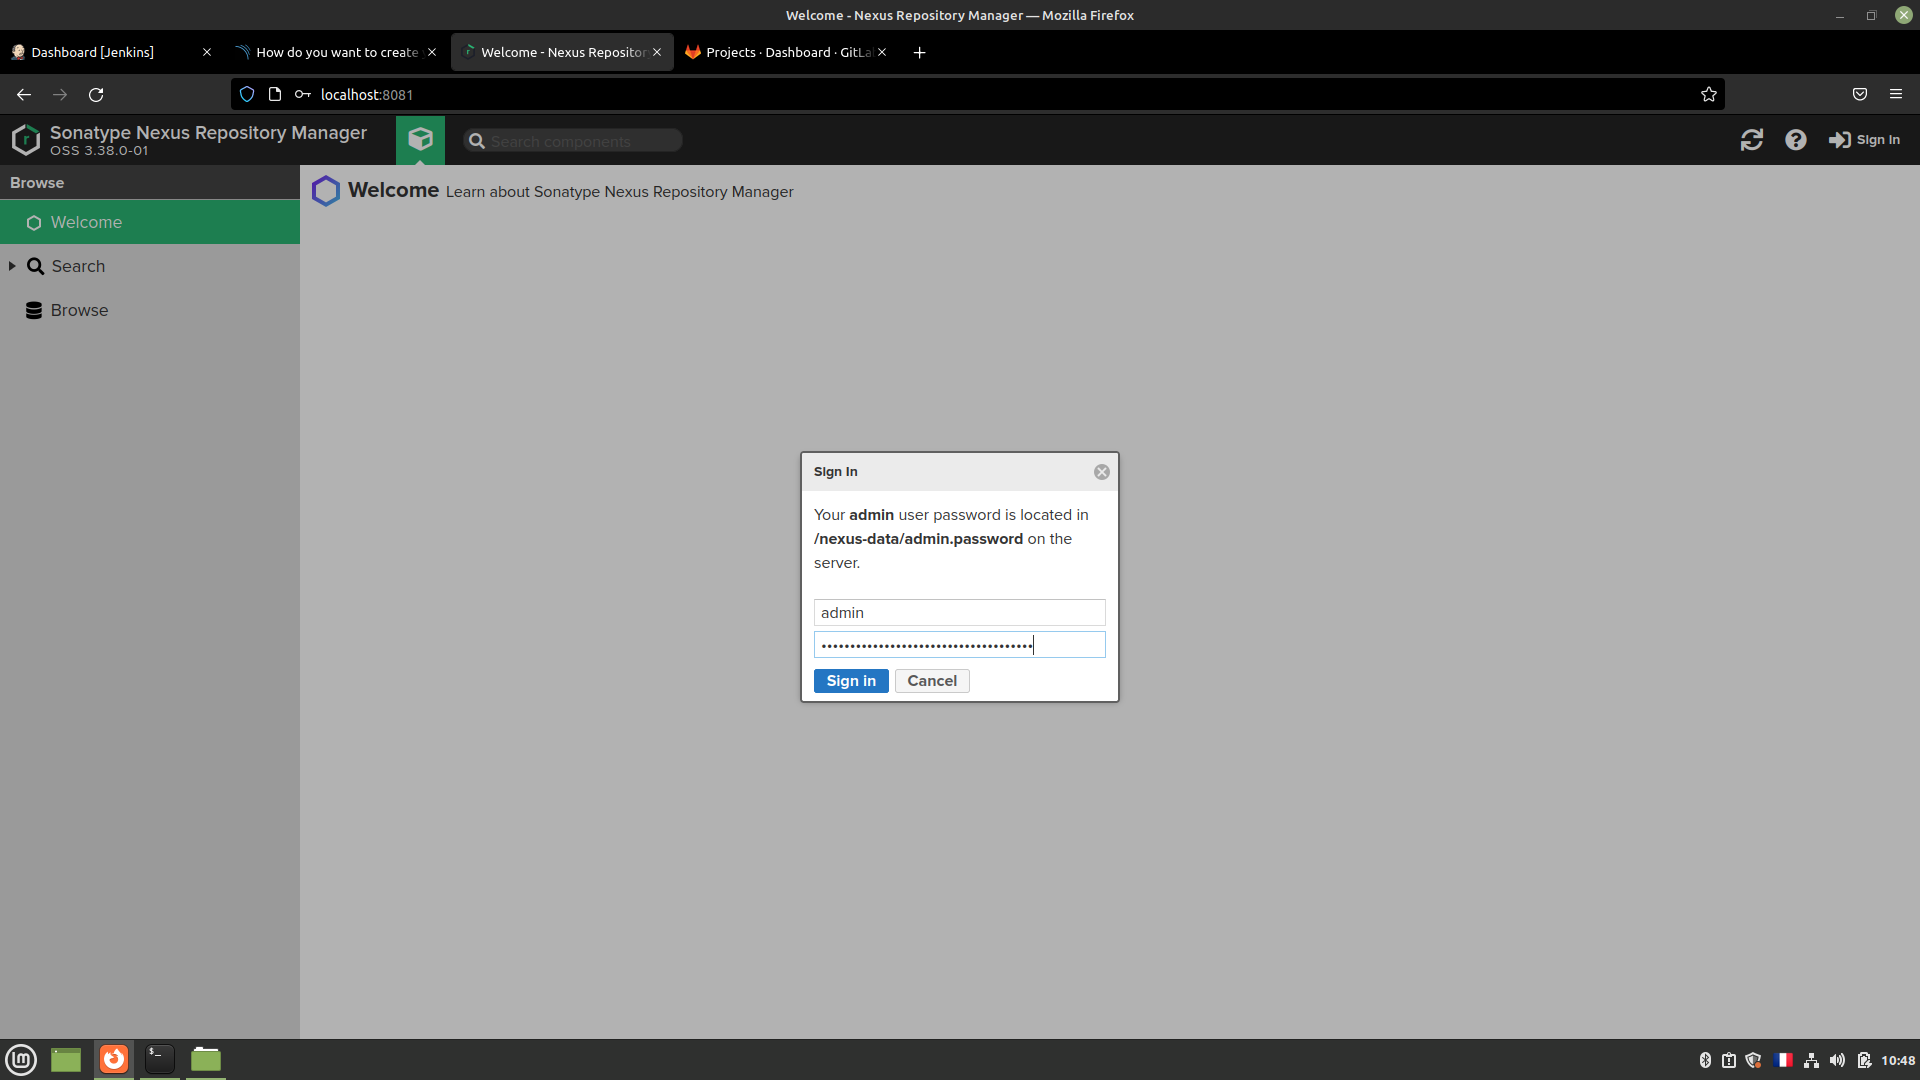 Welcome - Nexus Repository Manager — Mozilla Firefox
Dashboard [Jenkins]
How do you want to create
Welcome - Nexus Repository
Projects · Dashboard · GitLa
localhost:8081
Sonatype Nexus Repository Manager
OSS 3.38.0-01
Search components
Sign In
Browse
Welcome Learn about Sonatype Nexus Repository Manager
Welcome
Search
Browse
Sign In
Your admin user password is located in
/nexus-data/admin.password on the
server.
admin
Sign in
Cancel
10:48